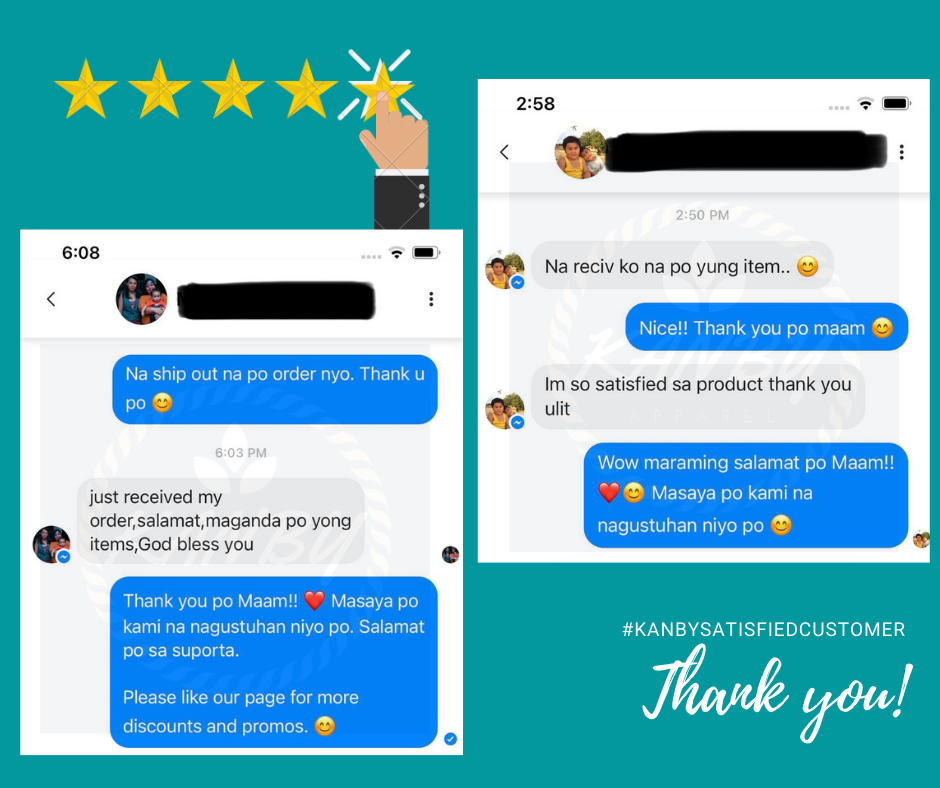 6:08
Na ship out na po order nyo. Thank u
po 😊
6:03 PM
just received my
order,salamat,maganda po yong
items,God bless you
Thank you po Maam!! ❤️ Masaya po
kami na nagustuhan niyo po. Salamat
po sa suporta.
Please like our page for more
discounts and promos. 😊
2:58
2:50 PM
Na reciv ko na po yung item.. 😊
Nice!! Thank you po maam 😊
Im so satisfied sa product thank you
ulit
Wow maraming salamat po Maam!!
❤️😊 Masaya po kami na
nagustuhan niyo po 😊
KANBY
APPAREL
#KANBYSATISFIEDCUSTOMER
Thank you!